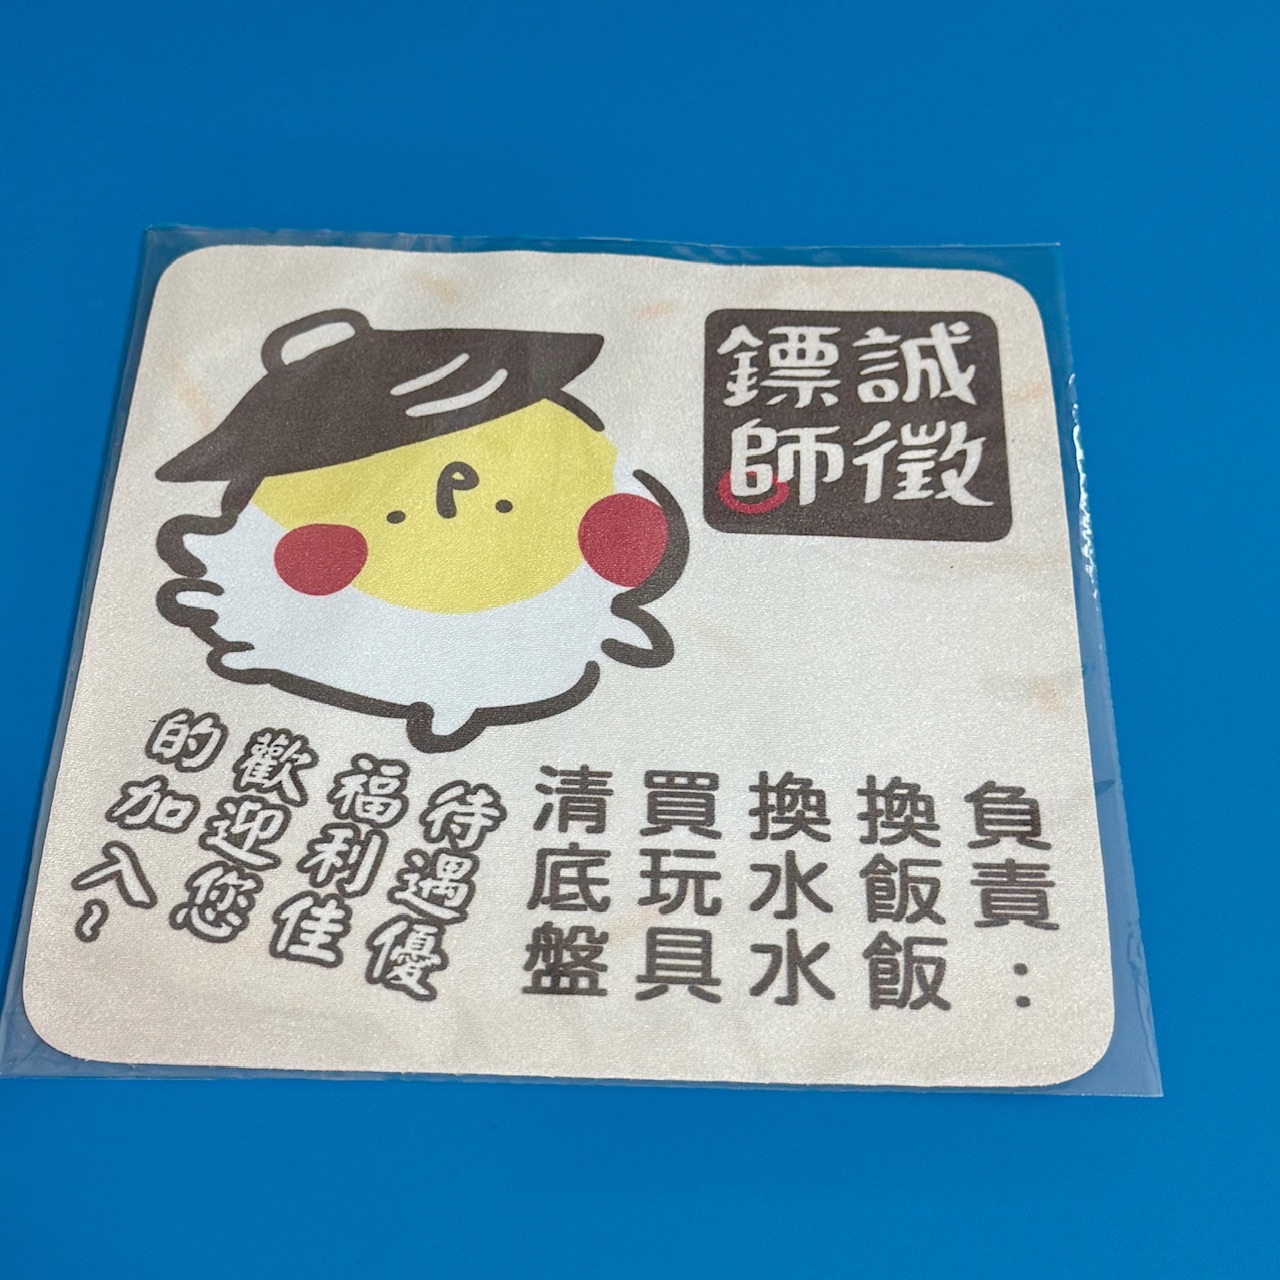 誠徵
鏢師
負責：
換飯飯
換水水
買玩具
清底盤
待遇優
福利佳
歡迎您
的加入~